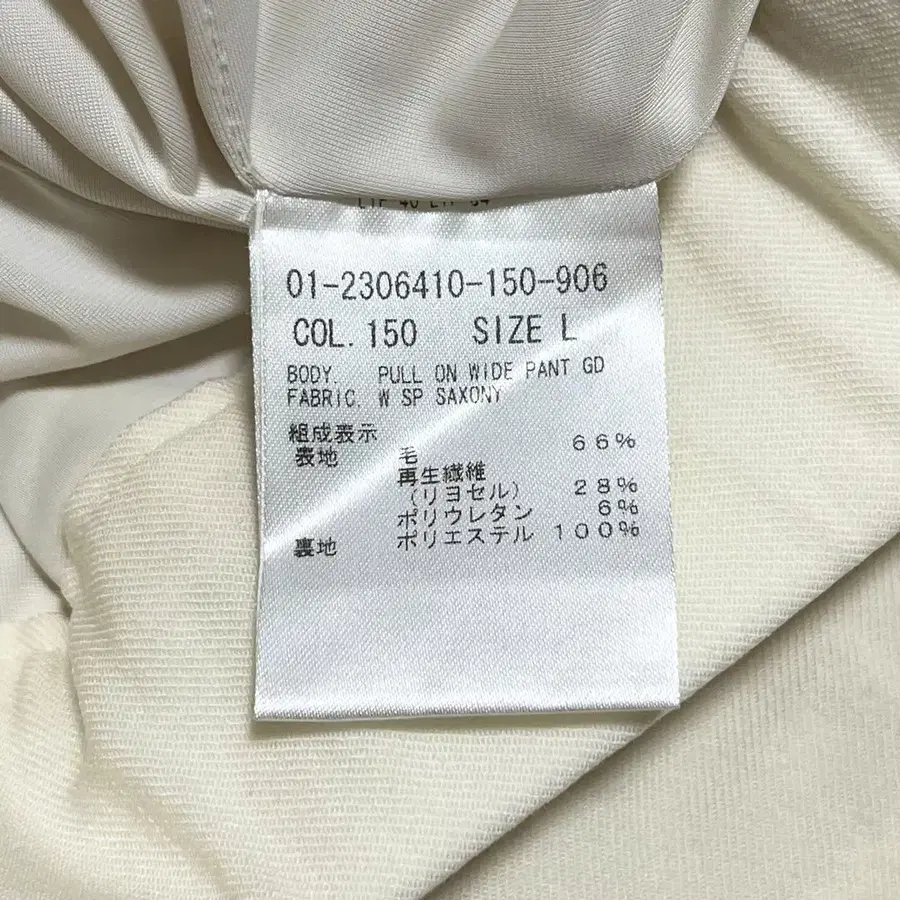 01-2306410-150-906
COL. 150 SIZE L
BODY. PULL ON WIDE PANT GD
FABRIC. W SP SAXONY
組成表示
表地 毛 66%
再生繊維
(リヨセル) 28%
ポリウレタン 6%
裏地 ポリエステル 100%